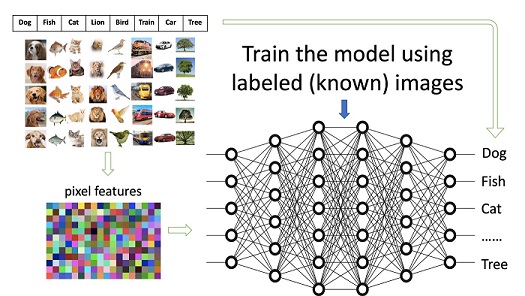 Dog Fish Cat Lion Bird Train Car Tree
Train the model using
labeled (known) images
pixel features
Dog
Fish
Cat
......
Tree